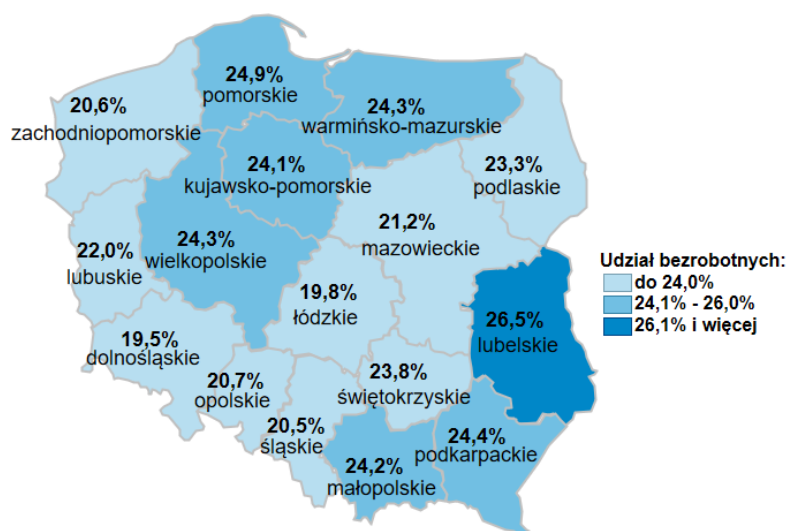 24,9%
pomorskie
20,6%
zachodniopomorskie
24,3%
warmińsko-mazurskie
24,1%
kujawsko-pomorskie
23,3%
podlaskie
21,2%
mazowieckie
22,0%
lubuskie
24,3%
wielkopolskie
19,8%
łódzkie
26,5%
lubelskie
19,5%
dolnośląskie
20,7%
opolskie
23,8%
świętokrzyskie
20,5%
śląskie
24,2%
małopolskie
24,4%
podkarpackie
Udział bezrobotnych:
do 24,0%
24,1% - 26,0%
26,1% i więcej